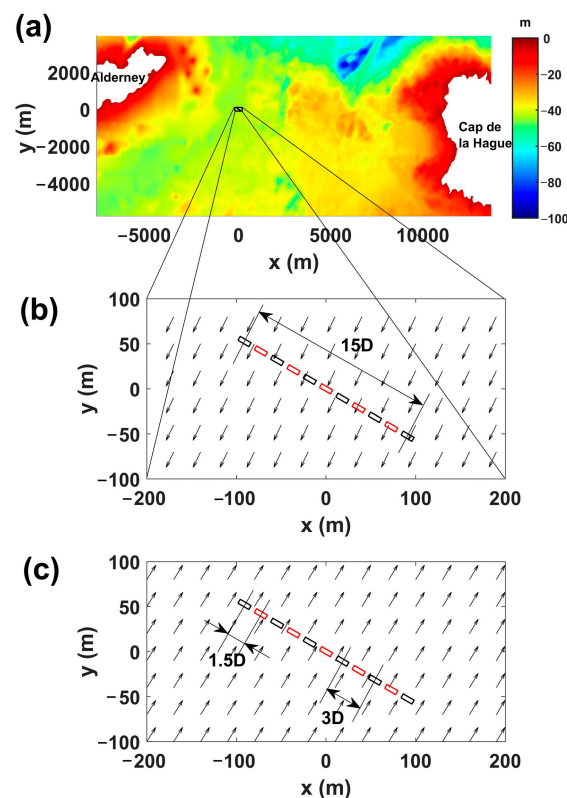 (a)
m
2000
0
−2000
−4000
y (m)
Alderney
Cap de
la Hague
0
−20
−40
−60
−80
−100
−5000 0 5000 10000
x (m)
(b)
100
50
0
−50
−100
y (m)
15D
−200 −100 0 100 200
x (m)
(c)
100
50
0
−50
−100
y (m)
1.5D
3D
−200 −100 0 100 200
x (m)